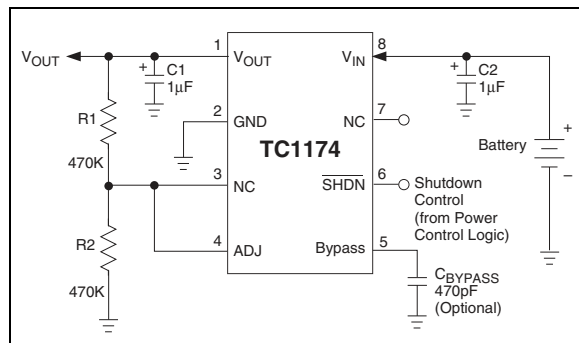 VOUT
R1
470K
R2
470K
+
C1
1µF
1
VOUT
2
GND
3
NC
4
ADJ
TC1174
VIN
8
NC
7
SHDN
6
Bypass
5
+
C2
1µF
Battery
+
–
Shutdown
Control
(from Power
Control Logic)
CBYPASS
470pF
(Optional)